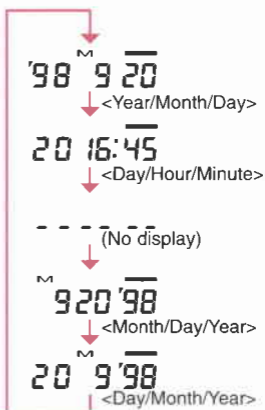 M
'98 9 20
<Year/Month/Day>
20 16:45
<Day/Hour/Minute>
- - - - - -
(No display)
M
9 20 '98
<Month/Day/Year>
M
20 9 '98
<Day/Month/Year>